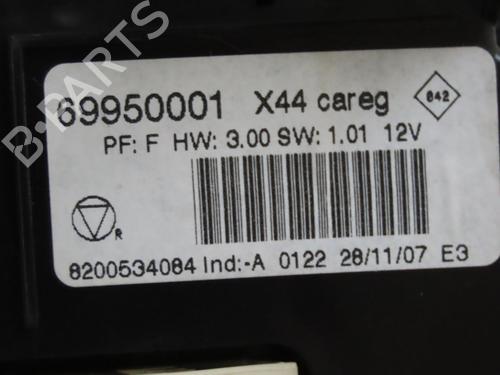 69950001 X44 careg 842
PF: F HW: 3.00 SW: 1.01 12V
R
8200534084 Ind:-A 0122 28/11/07 E3
B-PARTS